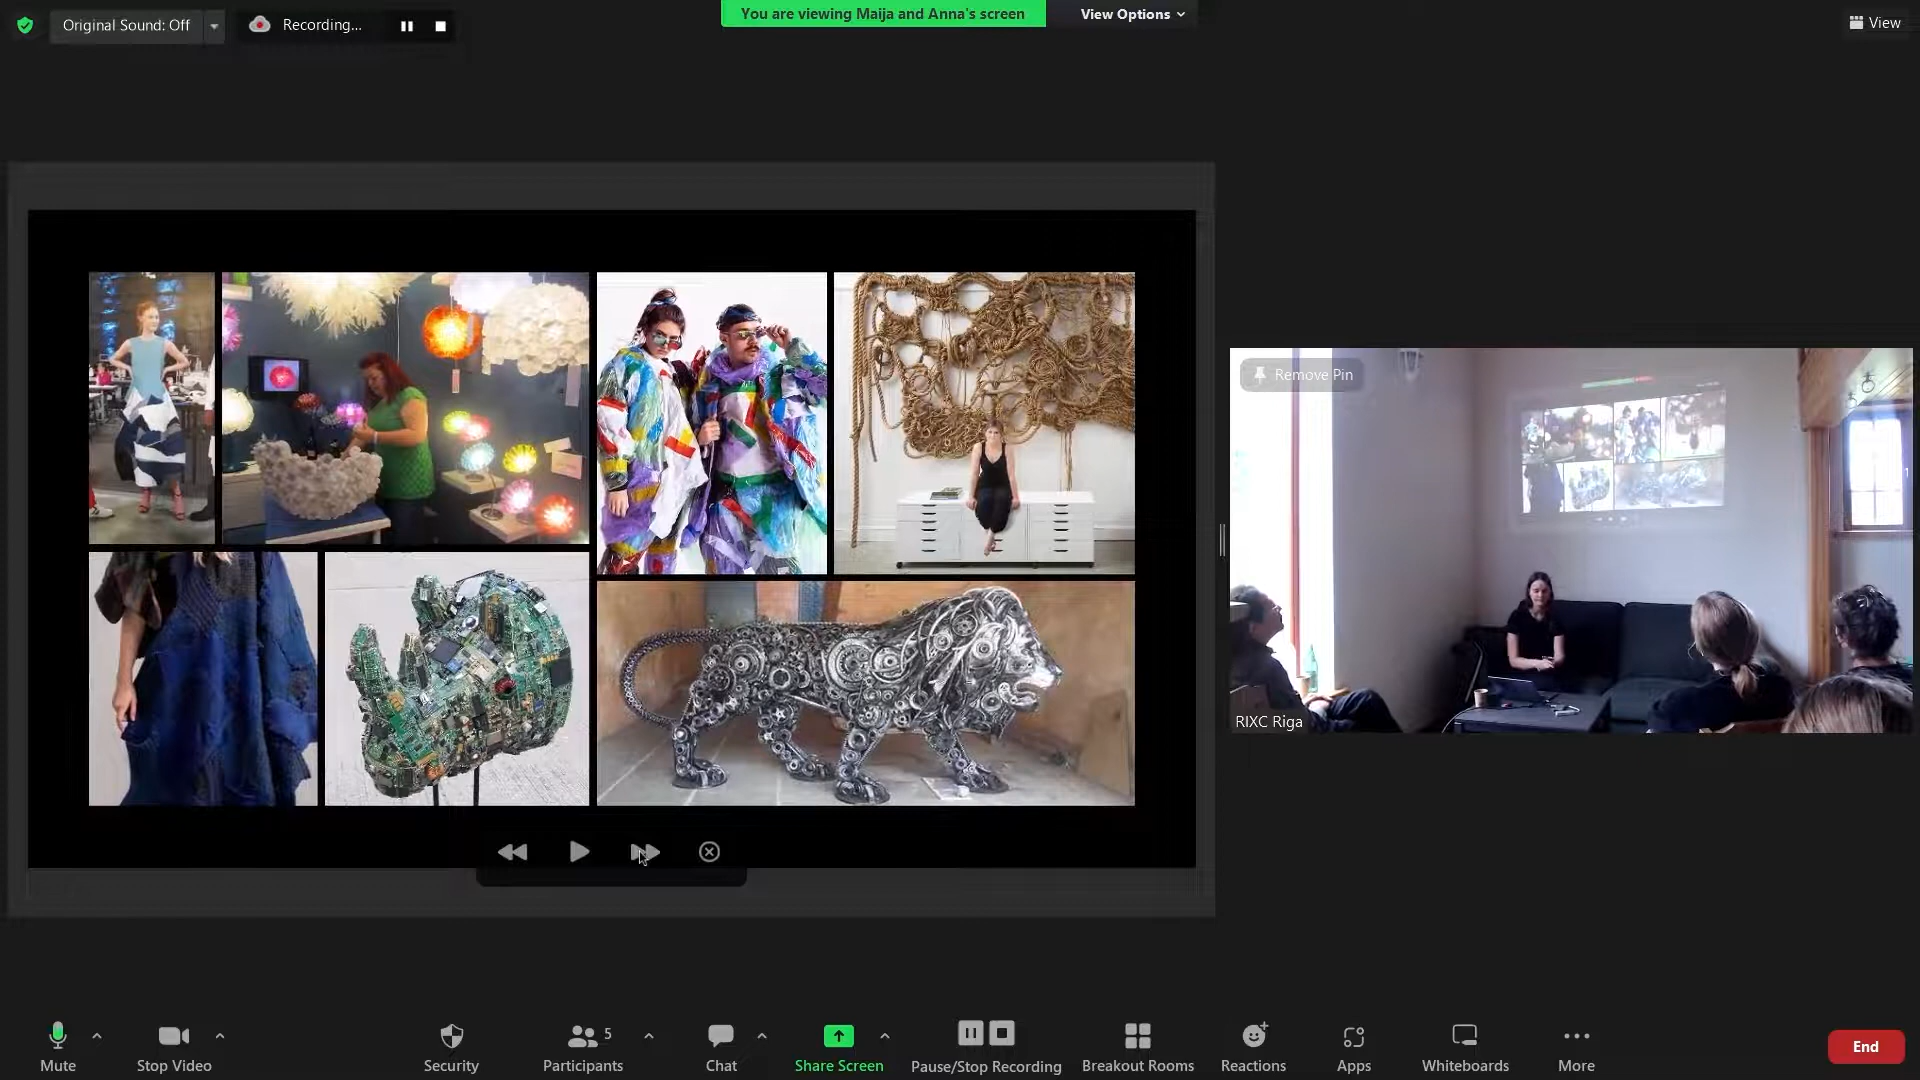 Original Sound: Off
Recording...
You are viewing Maija and Anna's screen
View Options
View
Remove Pin
RIXC Riga
Mute
Stop Video
Security
5
Participants
Chat
Share Screen
Pause/Stop Recording
Breakout Rooms
Reactions
Apps
Whiteboards
More
End